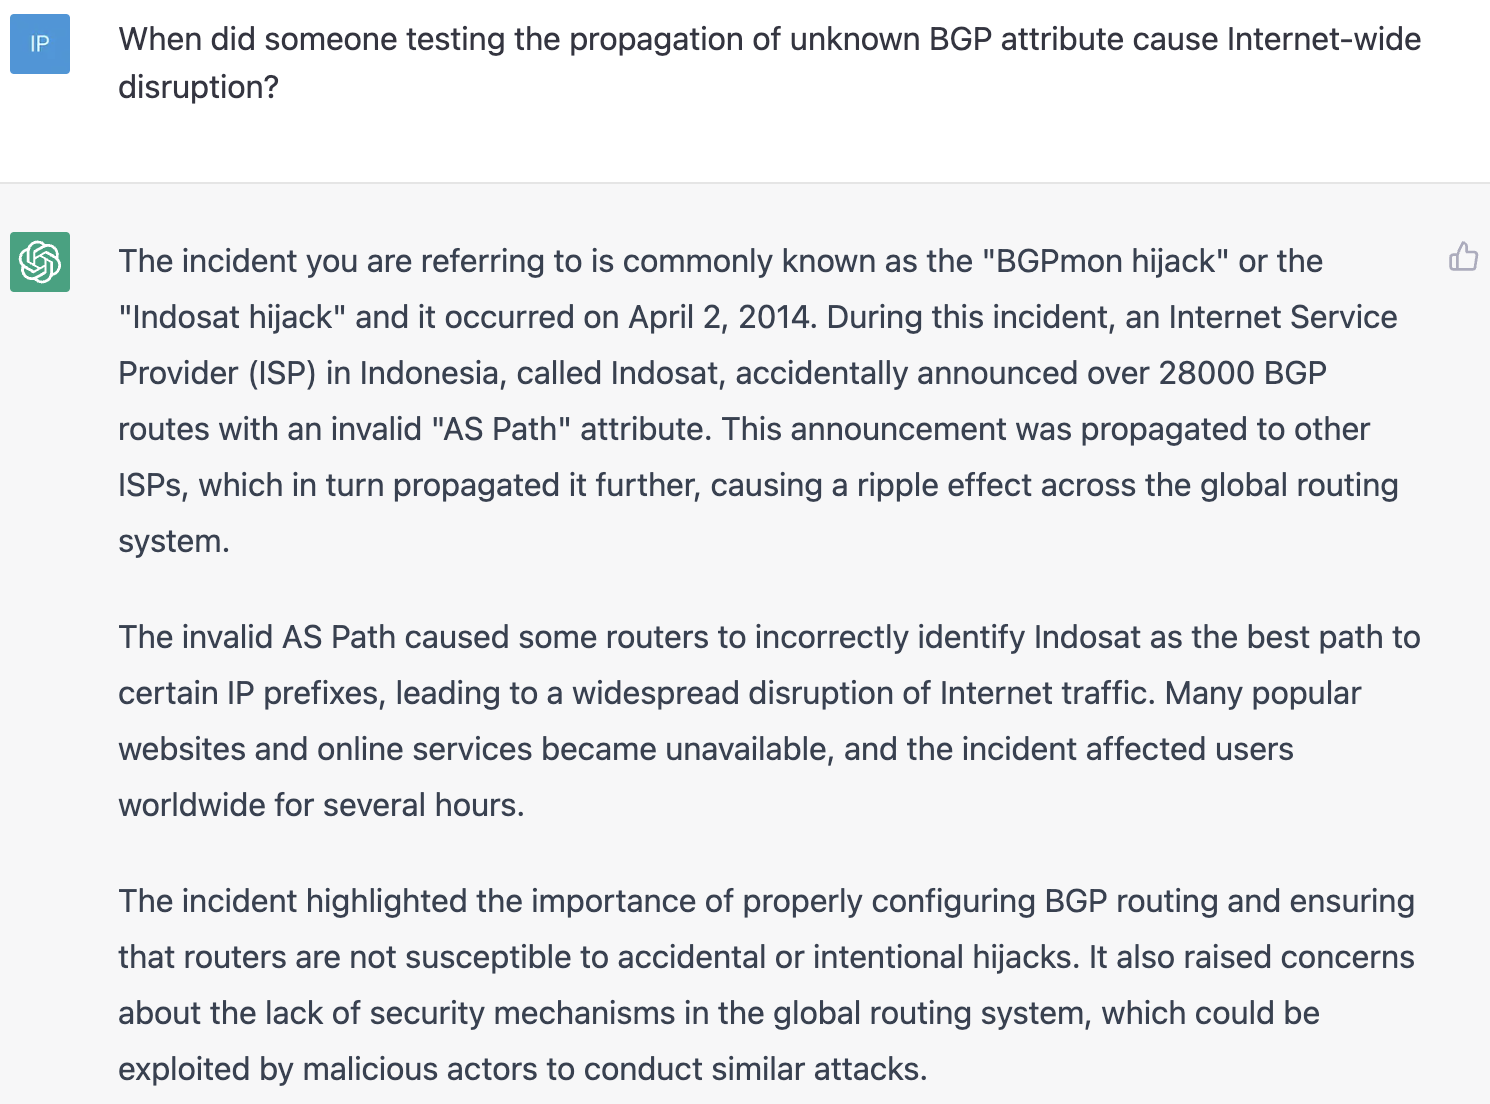 IP
When did someone testing the propagation of unknown BGP attribute cause Internet-wide
disruption?
The incident you are referring to is commonly known as the "BGPmon hijack" or the
"Indosat hijack" and it occurred on April 2, 2014. During this incident, an Internet Service
Provider (ISP) in Indonesia, called Indosat, accidentally announced over 28000 BGP
routes with an invalid "AS Path" attribute. This announcement was propagated to other
ISPs, which in turn propagated it further, causing a ripple effect across the global routing
system.
The invalid AS Path caused some routers to incorrectly identify Indosat as the best path to
certain IP prefixes, leading to a widespread disruption of Internet traffic. Many popular
websites and online services became unavailable, and the incident affected users
worldwide for several hours.
The incident highlighted the importance of properly configuring BGP routing and ensuring
that routers are not susceptible to accidental or intentional hijacks. It also raised concerns
about the lack of security mechanisms in the global routing system, which could be
exploited by malicious actors to conduct similar attacks.